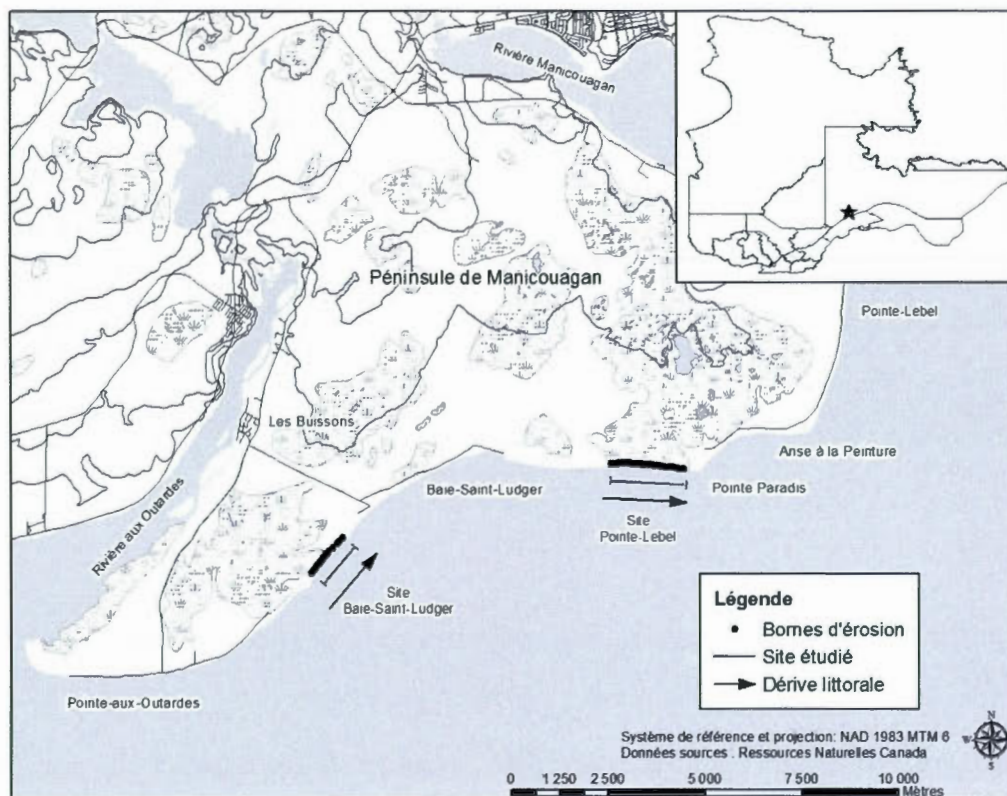 Rivière Manicouagan
Péninsule de Manicouagan
Pointe-Lebel
Les Buissons
Anse à la Peinture
Baie-Saint-Ludger
Pointe Paradis
Site
Pointe-Lebel
Rivière aux Outardes
Site
Baie-Saint-Ludger
Pointe-aux-Outardes
Légende
Bornes d'érosion
Site étudié
Dérive littorale
N
W E
S
Système de référence et projection: NAD 1983 MTM 6
Données sources : Ressources Naturelles Canada
0 1 250 2 500 5 000 7 500 10 000
Mètres